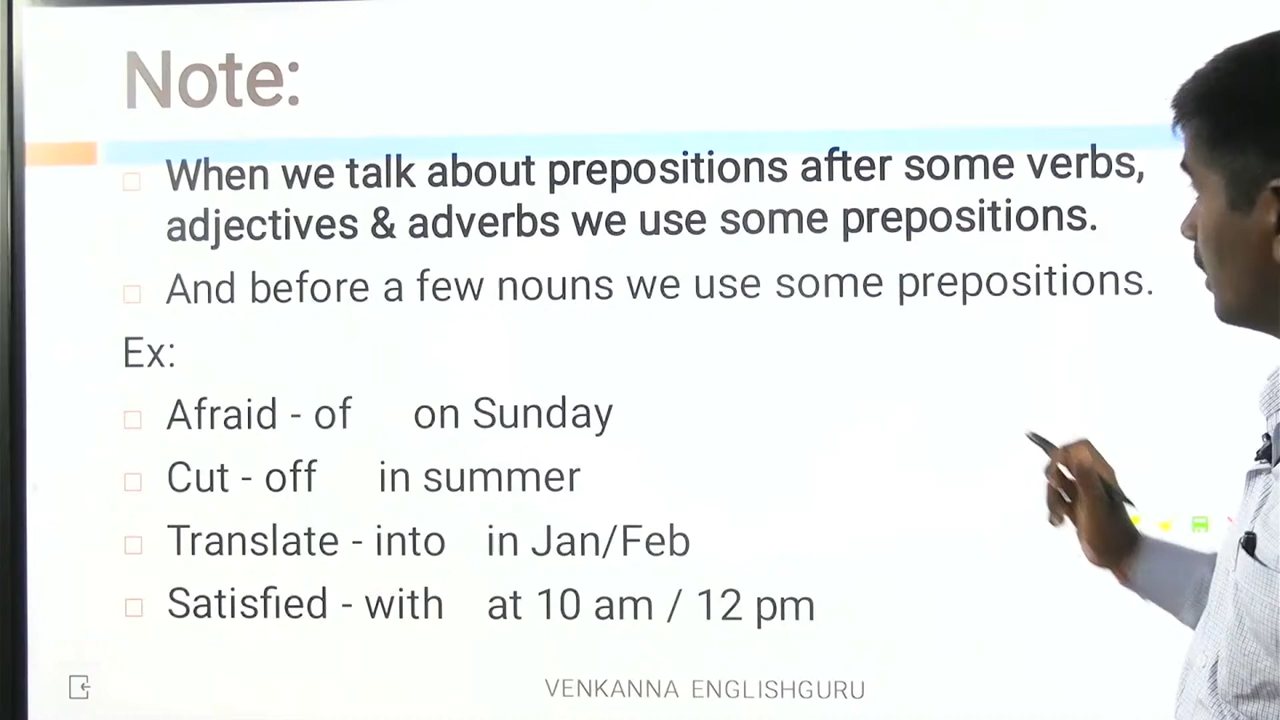 Note:
When we talk about prepositions after some verbs,
adjectives & adverbs we use some prepositions.
And before a few nouns we use some prepositions.
Ex:
Afraid - of on Sunday
Cut - off in summer
Translate - into in Jan/Feb
Satisfied - with at 10 am / 12 pm
VENKANNA ENGLISHGURU